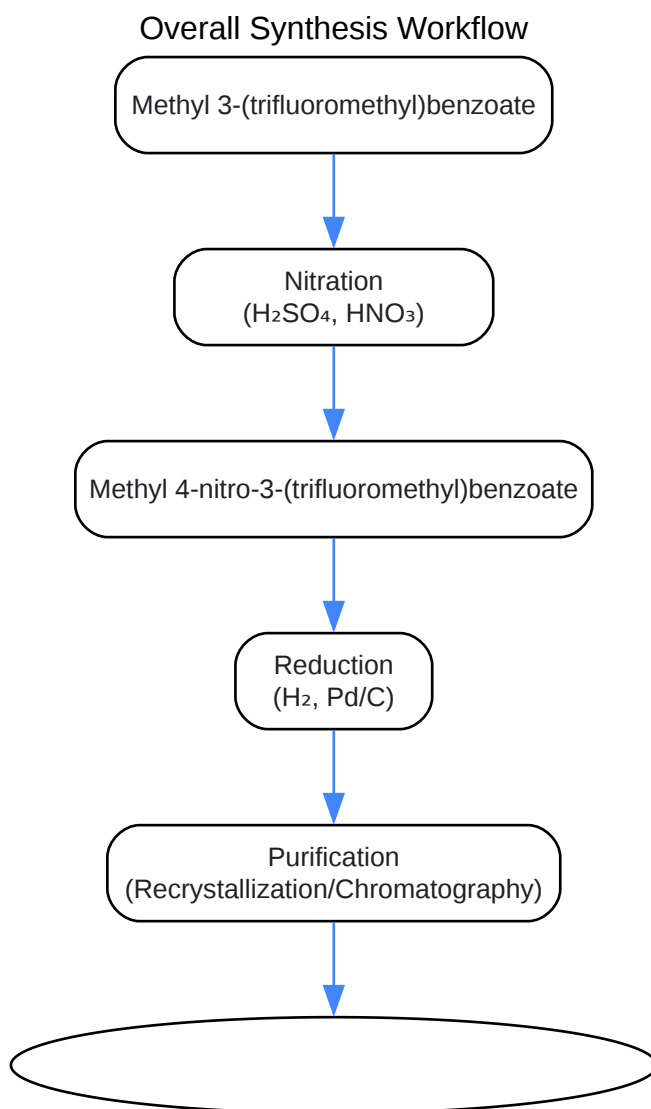 Overall Synthesis Workflow
Methyl 3-(trifluoromethyl)benzoate
Nitration
(H₂SO₄, HNO₃)
Methyl 4-nitro-3-(trifluoromethyl)benzoate
Reduction
(H₂, Pd/C)
Purification
(Recrystallization/Chromatography)